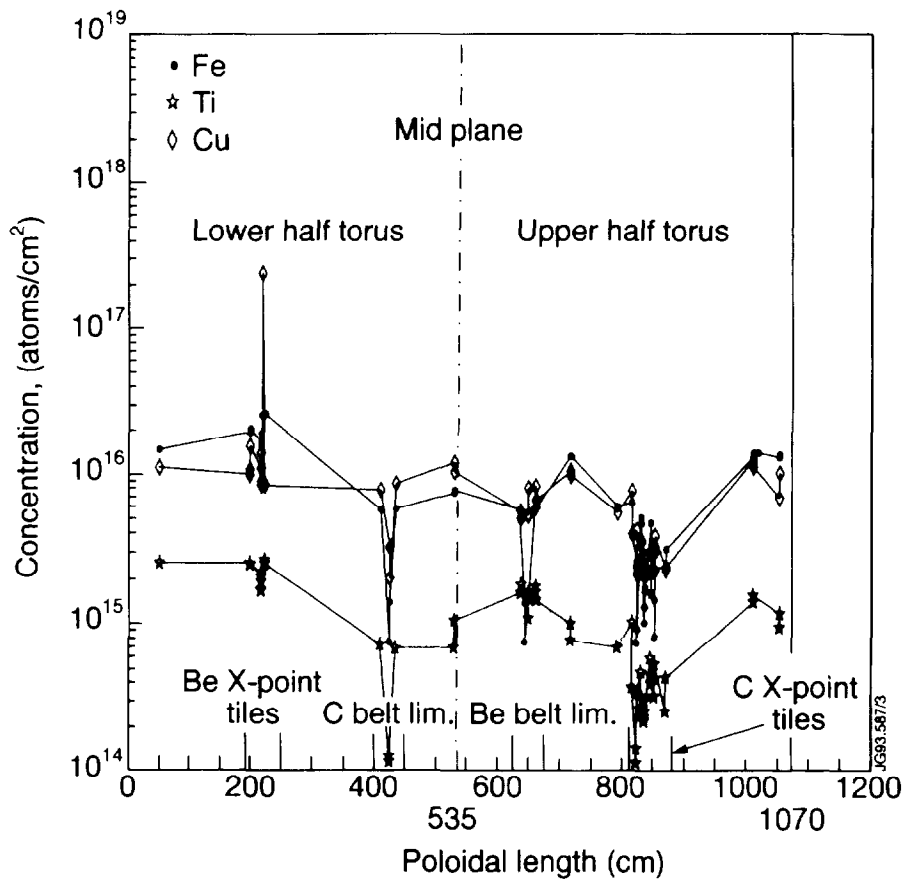 10^19
10^18
10^17
10^16
10^15
10^14
Concentration, (atoms/cm²)
Fe
Ti
Cu
Mid plane
Lower half torus
Upper half torus
Be X-point
tiles
C belt lim.
Be belt lim.
C X-point
tiles
JG93.587/3
0
200
400
600
800
1000
1200
535
1070
Poloidal length (cm)